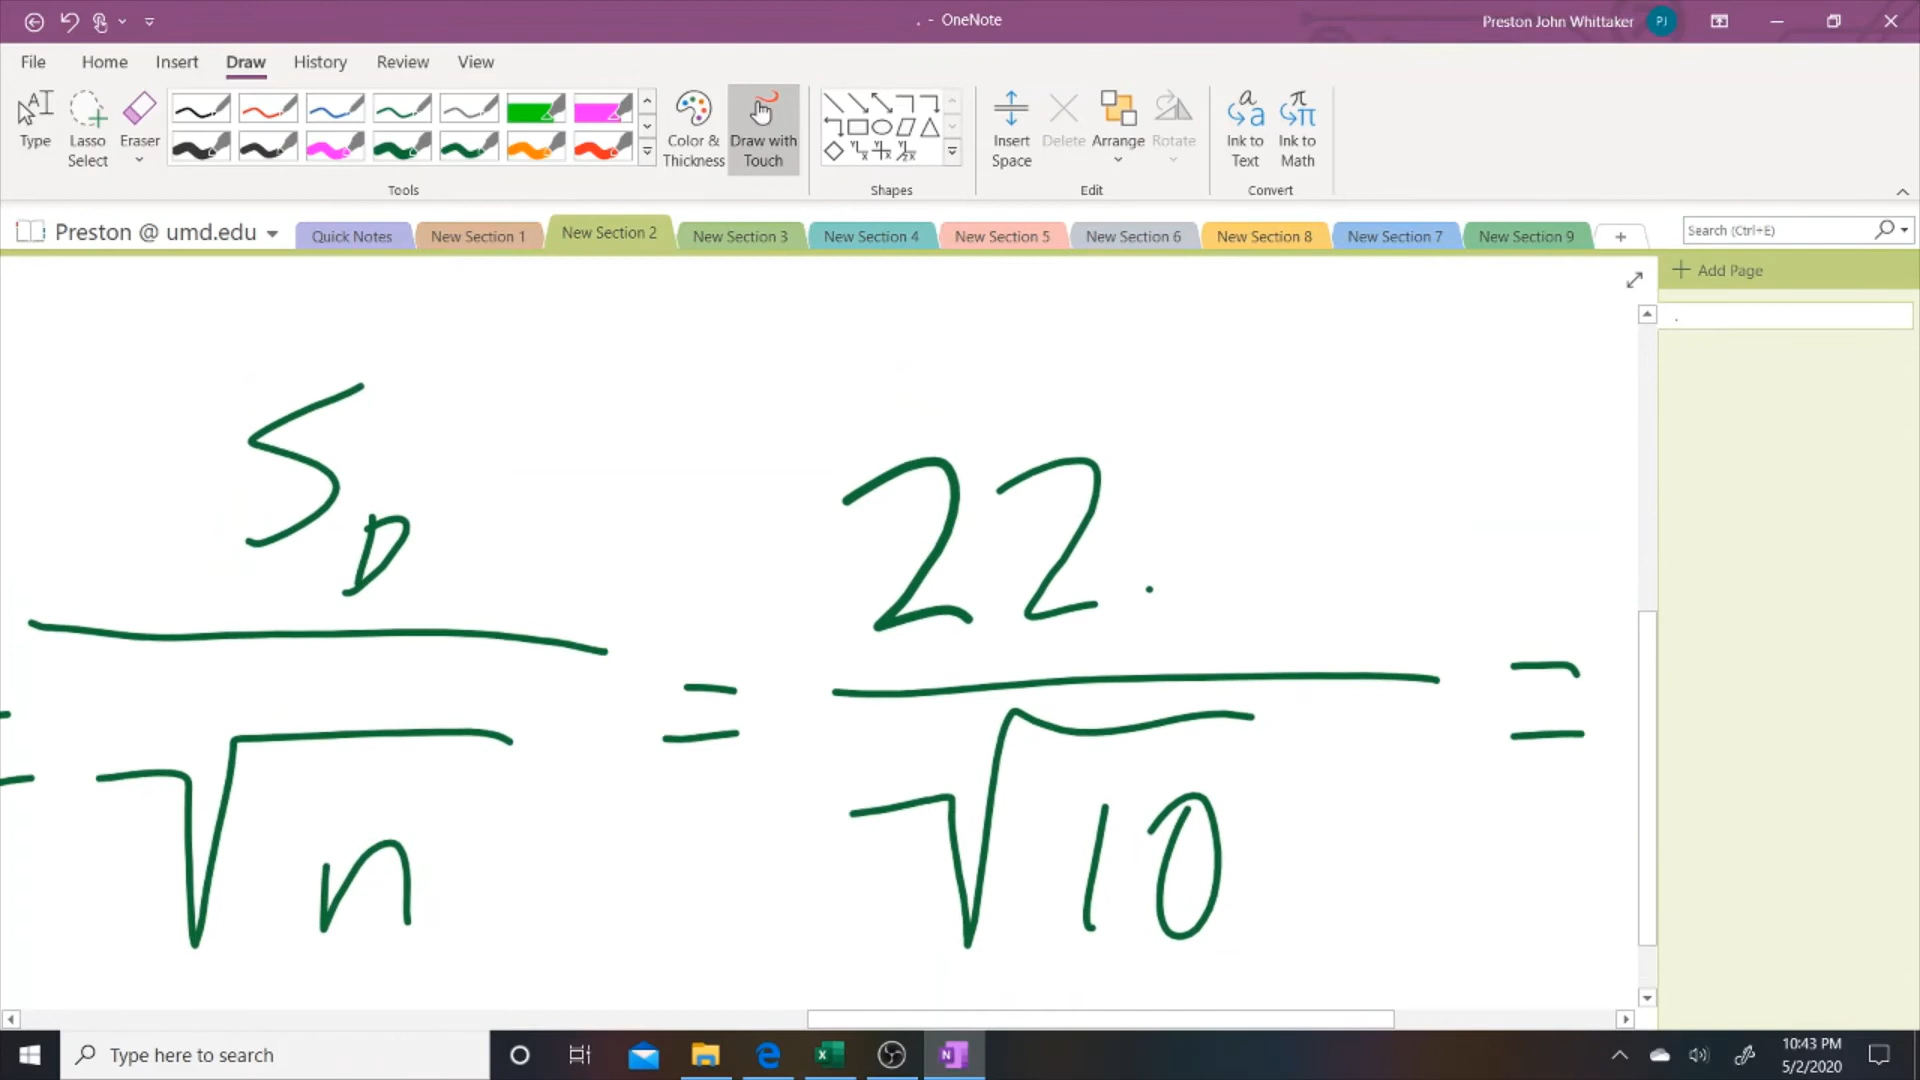 . - OneNote
Preston John Whittaker PJ
File Home Insert Draw History Review View
Type
Lasso Select
Eraser
Color & Thickness
Draw with Touch
Insert Space
Delete
Arrange
Rotate
Ink to Text
Ink to Math
Tools Shapes Edit Convert
Preston @ umd.edu
Quick Notes New Section 1 New Section 2 New Section 3 New Section 4 New Section 5 New Section 6 New Section 8 New Section 7 New Section 9 +
Search (Ctrl+E)
Add Page
.
S_D
22.
= =
√n
√10
Type here to search
10:43 PM
5/2/2020